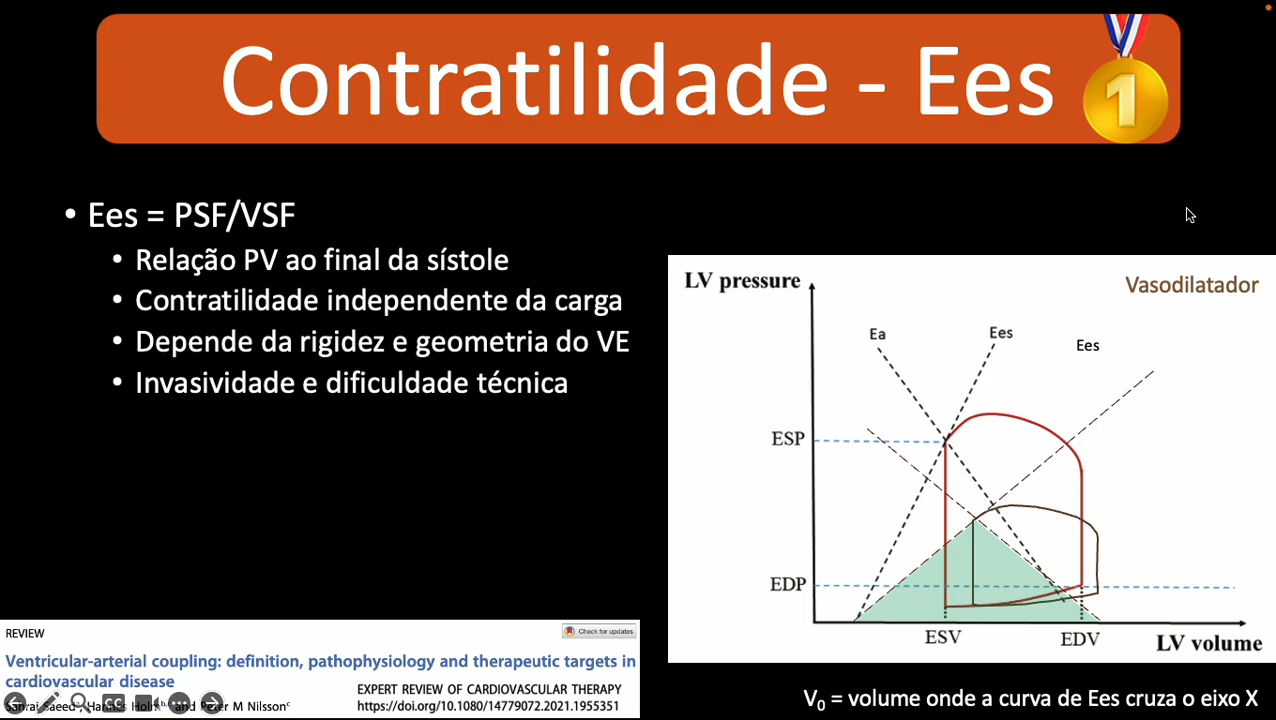 Contratilidade - Ees
1
• Ees = PSF/VSF
• Relação PV ao final da sístole
• Contratilidade independente da carga
• Depende da rigidez e geometria do VE
• Invasividade e dificuldade técnica
LV pressure
Vasodilatador
Ea
Ees
Ees
ESP
EDP
ESV
EDV
LV volume
REVIEW
Check for updates
Ventricular-arterial coupling: definition, pathophysiology and therapeutic targets in
cardiovascular disease
Peter M Nilsson
EXPERT REVIEW OF CARDIOVASCULAR THERAPY
https://doi.org/10.1080/14779072.2021.1955351
V₀ = volume onde a curva de Ees cruza o eixo X